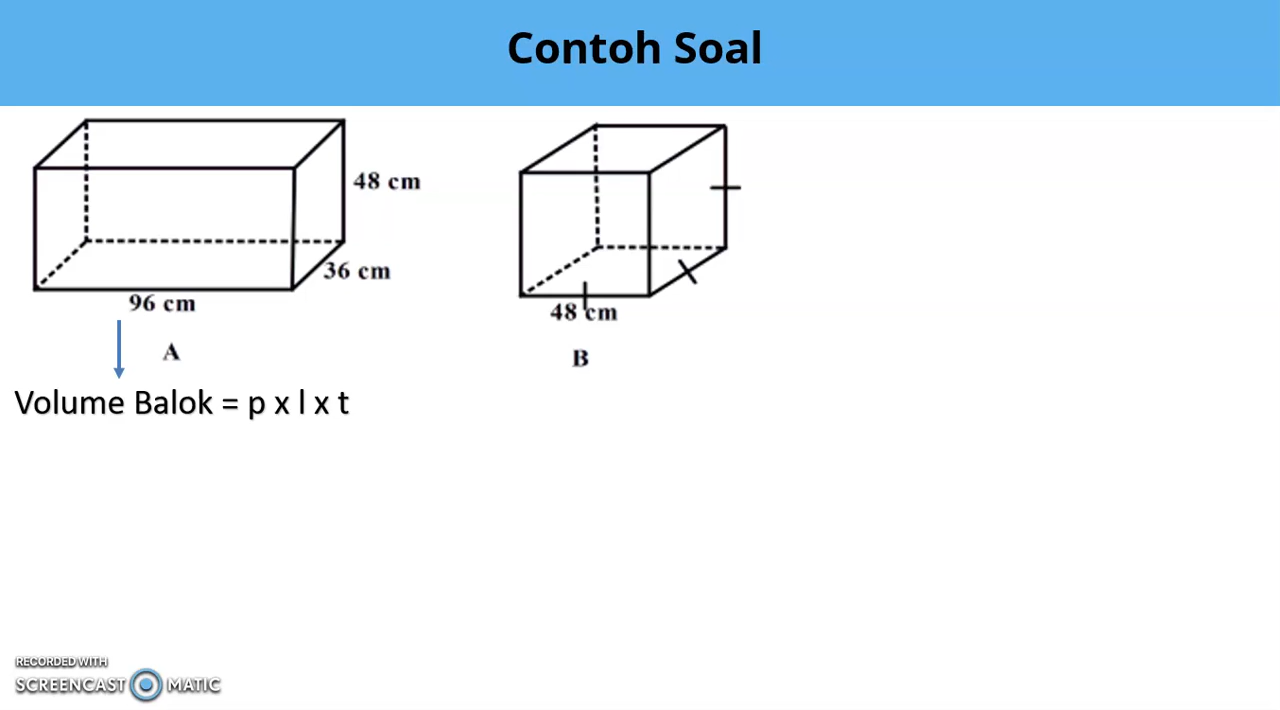 Contoh Soal
48 cm
36 cm
96 cm
A
48 cm
B
Volume Balok = p x l x t
RECORDED WITH
SCREENCAST MATIC